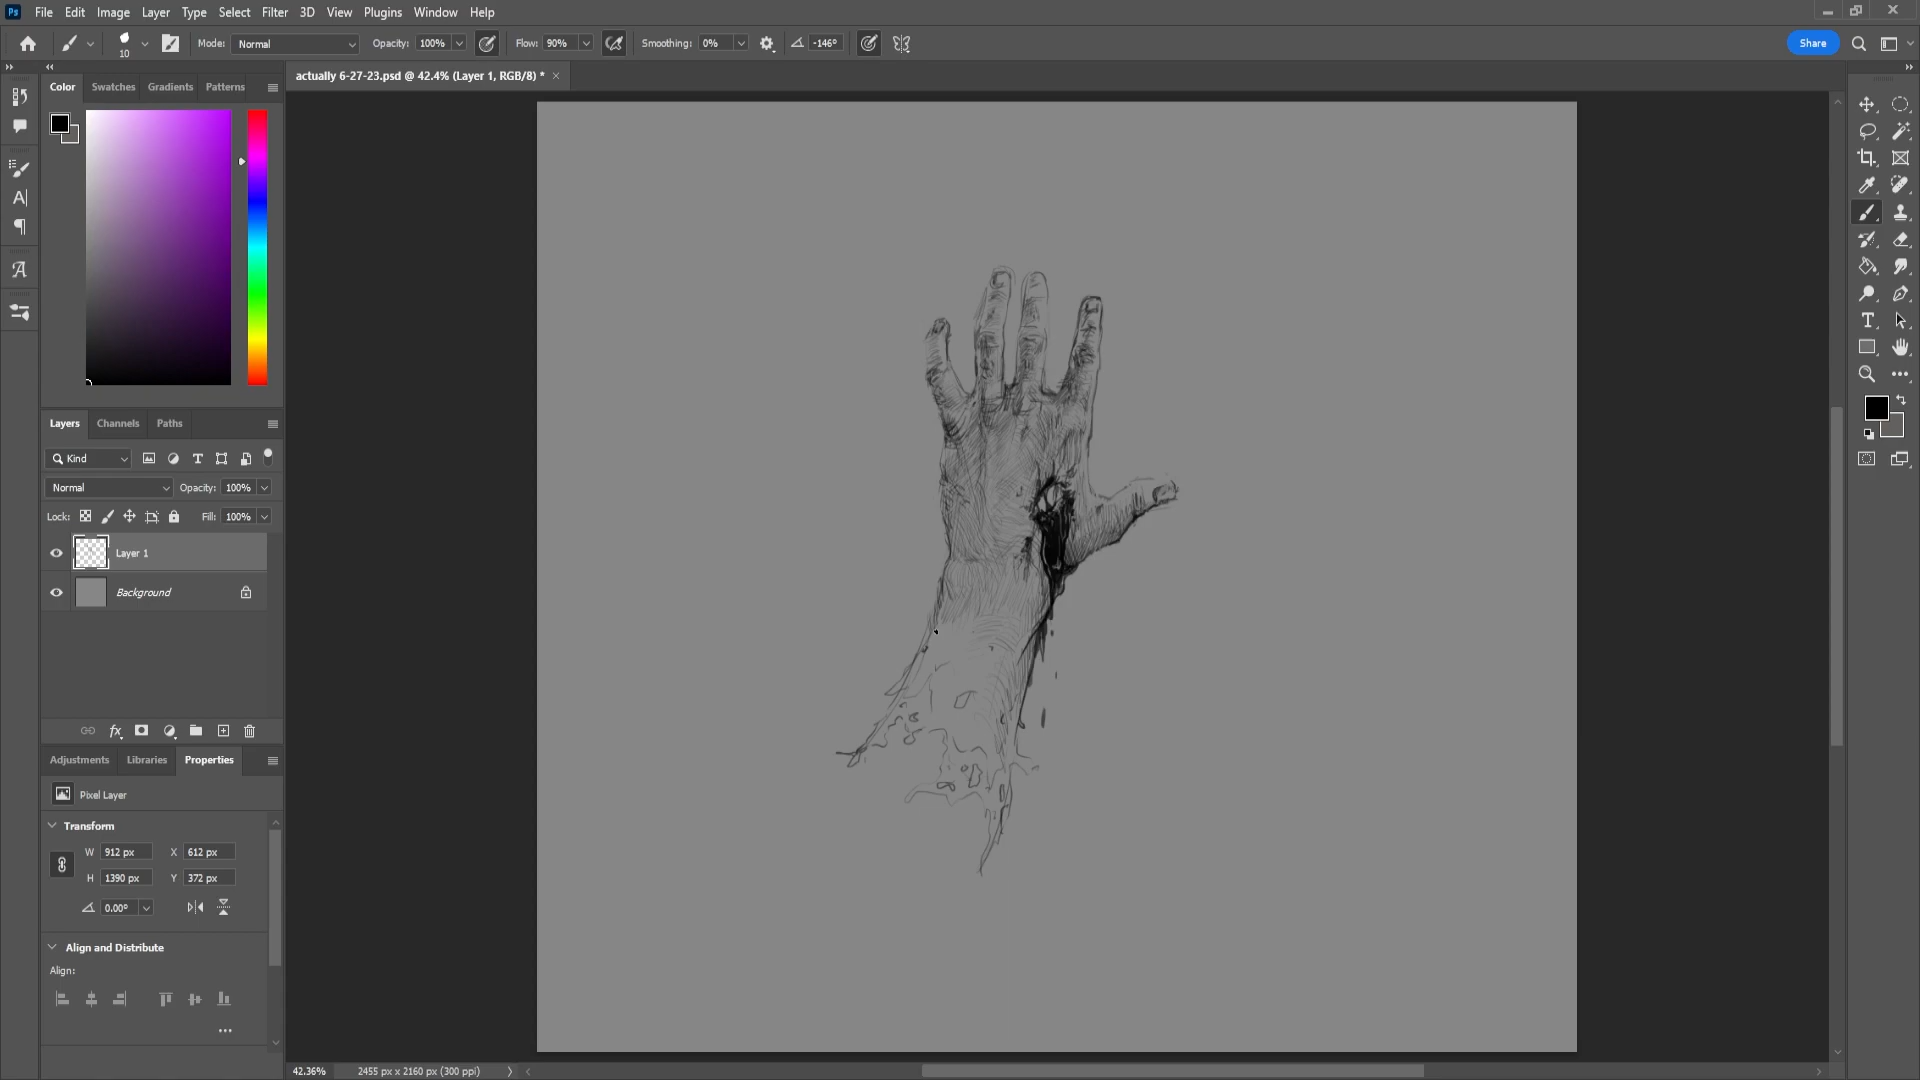 Ps File Edit Image Layer Type Select Filter 3D View Plugins Window Help
10 Mode: Normal Opacity: 100% Flow: 90% Smoothing: 0% -146° Share
actually 6-27-23.psd @ 42.4% (Layer 1, RGB/8) *
Color Swatches Gradients Patterns
Layers Channels Paths
Kind
Normal Opacity: 100%
Lock: Fill: 100%
Layer 1
Background
fx
Adjustments Libraries Properties
Pixel Layer
Transform
W 912 px X 612 px
H 1390 px Y 372 px
0.00°
Align and Distribute
Align:
42.36% 2455 px x 2160 px (300 ppi)